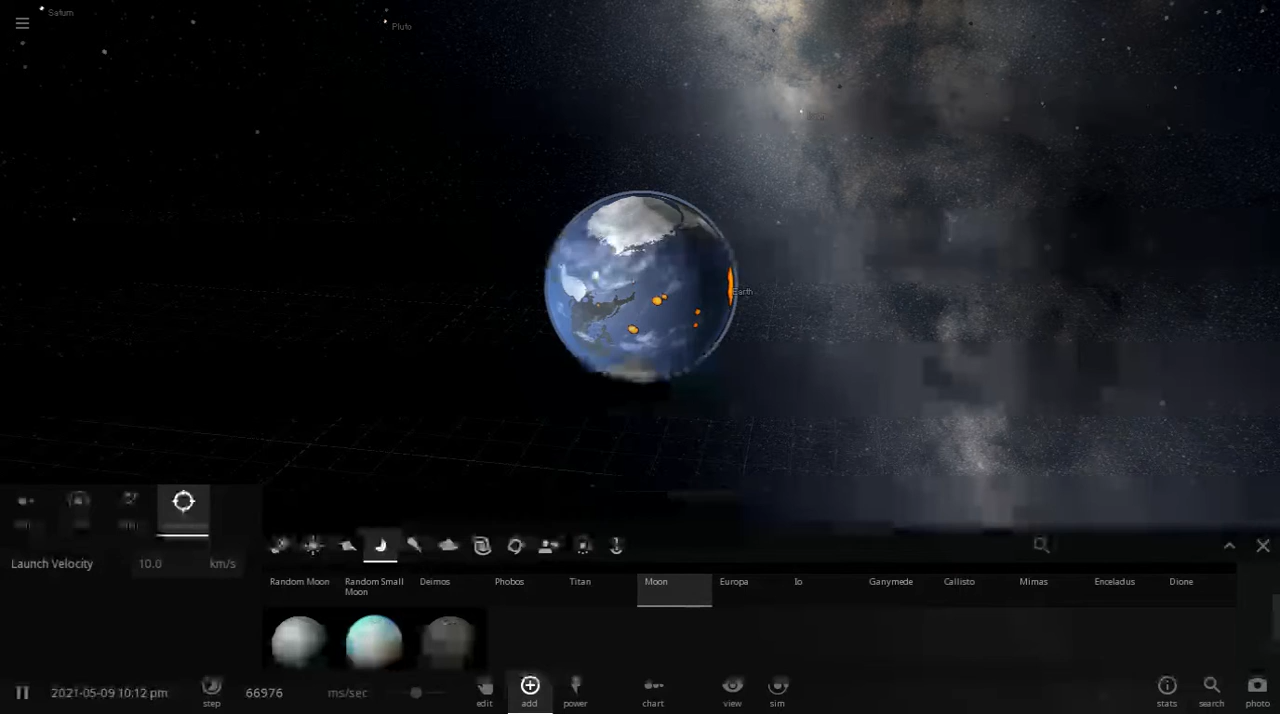 Saturn
Pluto
Earth
Launch Velocity 10.0 km/s
Random Moon
Random Small
Moon
Deimos
Phobos
Titan
Moon
Europa
Io
Ganymede
Callisto
Mimas
Enceladus
Dione
2021-05-09 10:12 pm
step
66976 ms/sec
edit
add
power
chart
view
sim
stats
search
photo